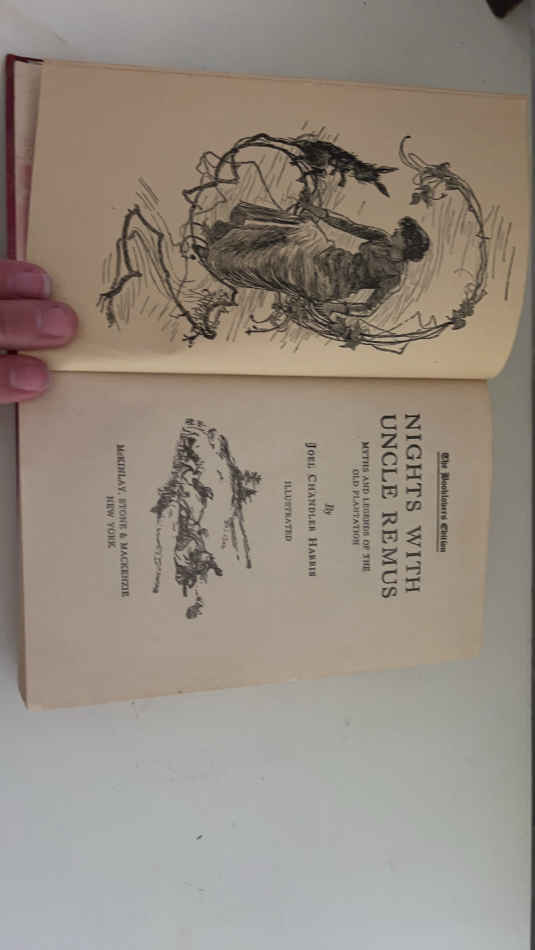 The Booklovers Edition
NIGHTS WITH
UNCLE REMUS
MYTHS AND LEGENDS OF THE
OLD PLANTATION
By
JOEL CHANDLER HARRIS
ILLUSTRATED
McKINLAY, STONE & MACKENZIE
NEW YORK